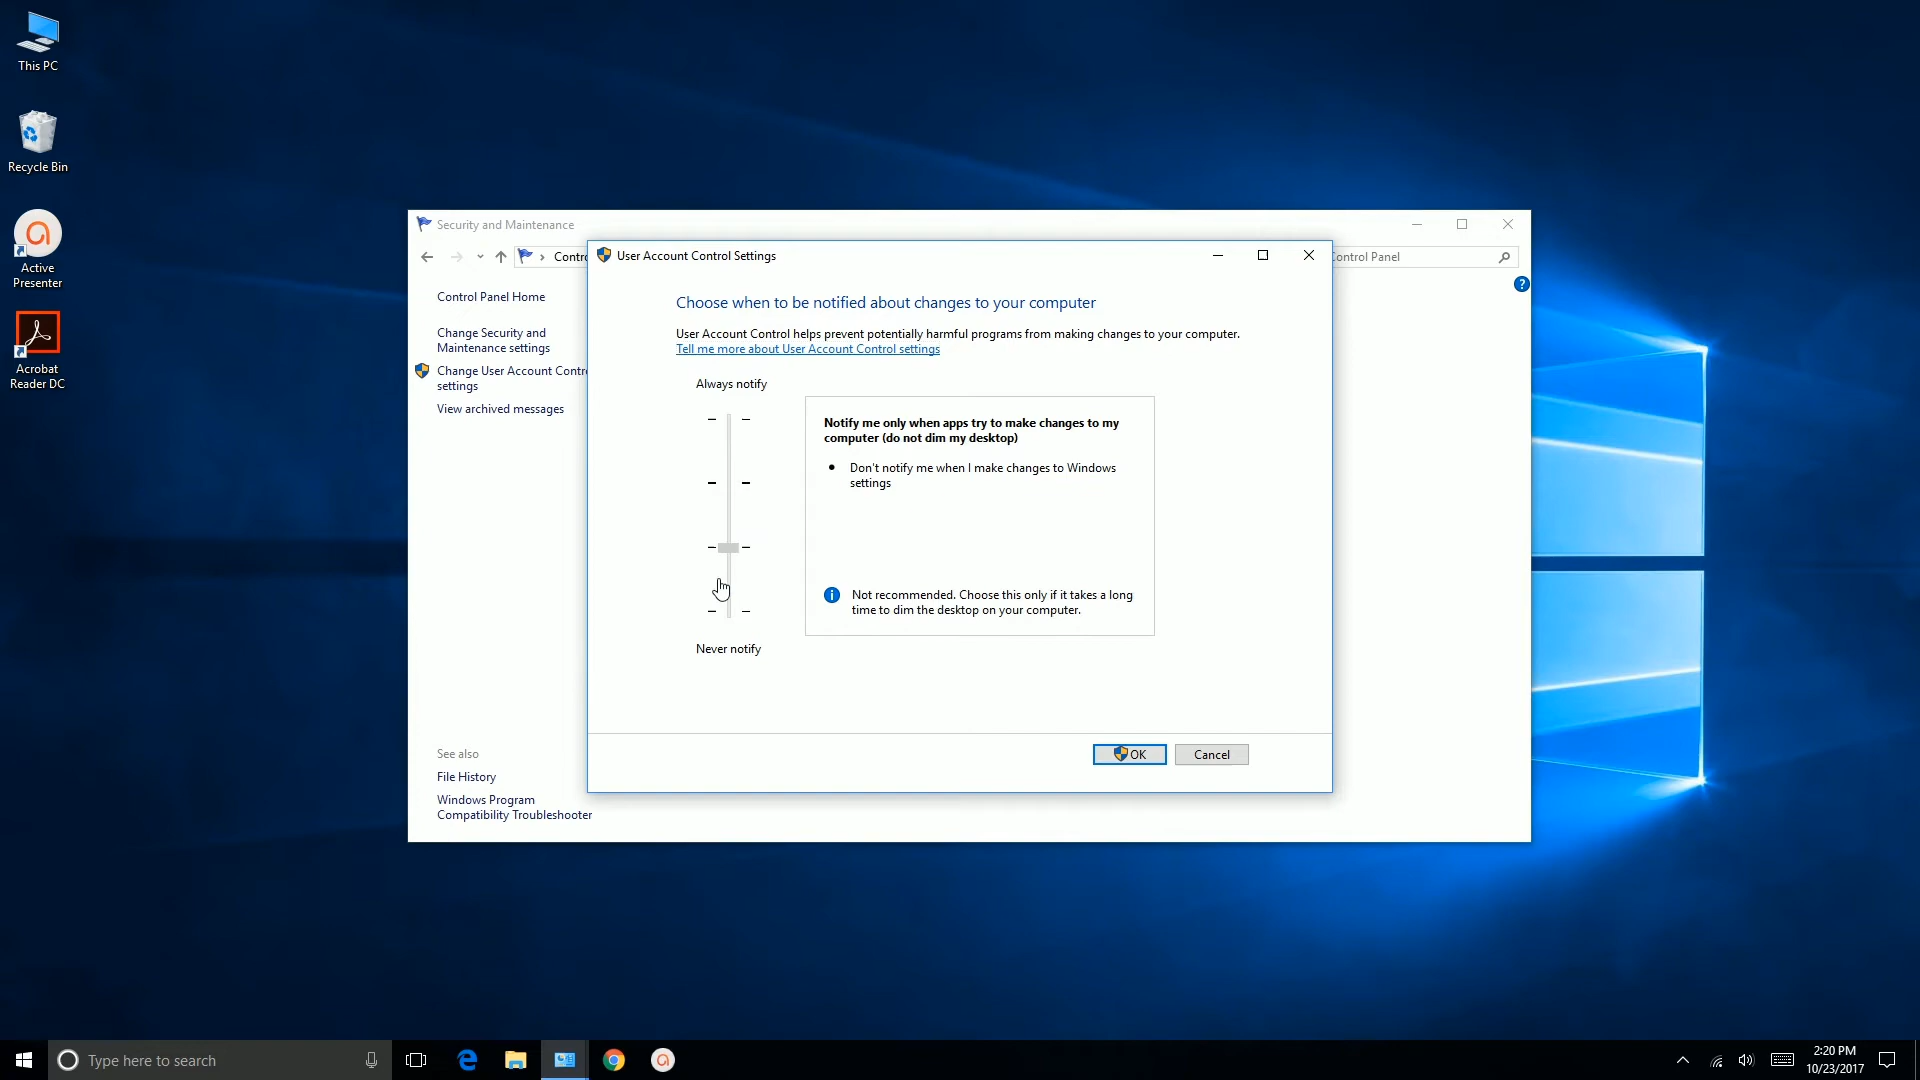 This PC
Recycle Bin
Active
Presenter
Acrobat
Reader DC
Security and Maintenance
Contro
Control Panel
Control Panel Home
Change Security and
Maintenance settings
Change User Account Contro
settings
View archived messages
See also
File History
Windows Program
Compatibility Troubleshooter
User Account Control Settings
Choose when to be notified about changes to your computer
User Account Control helps prevent potentially harmful programs from making changes to your computer.
Tell me more about User Account Control settings
Always notify
Notify me only when apps try to make changes to my
computer (do not dim my desktop)
Don't notify me when I make changes to Windows
settings
Not recommended. Choose this only if it takes a long
time to dim the desktop on your computer.
Never notify
OK
Cancel
Type here to search
2:20 PM
10/23/2017